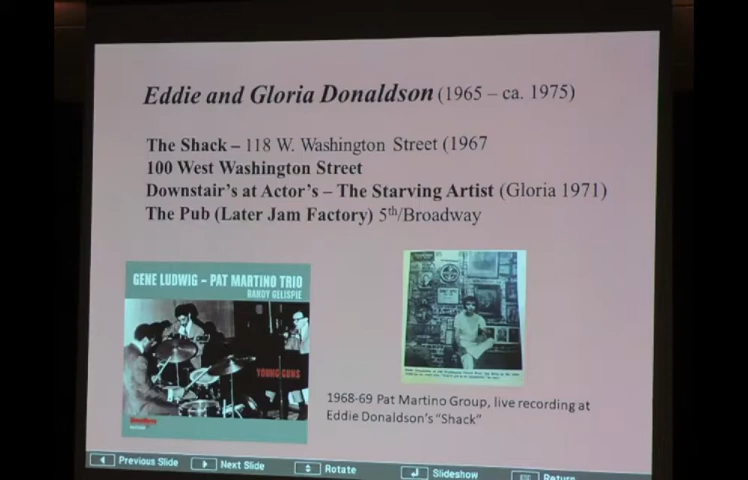 Eddie and Gloria Donaldson (1965 – ca. 1975)
The Shack – 118 W. Washington Street (1967
100 West Washington Street
Downstair's at Actor's – The Starving Artist (Gloria 1971)
The Pub (Later Jam Factory) 5th/Broadway
GENE LUDWIG – PAT MARTINO TRIO
RANDY GELISPIE
YOUNG GUNS
1968-69 Pat Martino Group, live recording at
Eddie Donaldson's "Shack"
Previous Slide
Next Slide
Rotate
Slideshow
ESC Return